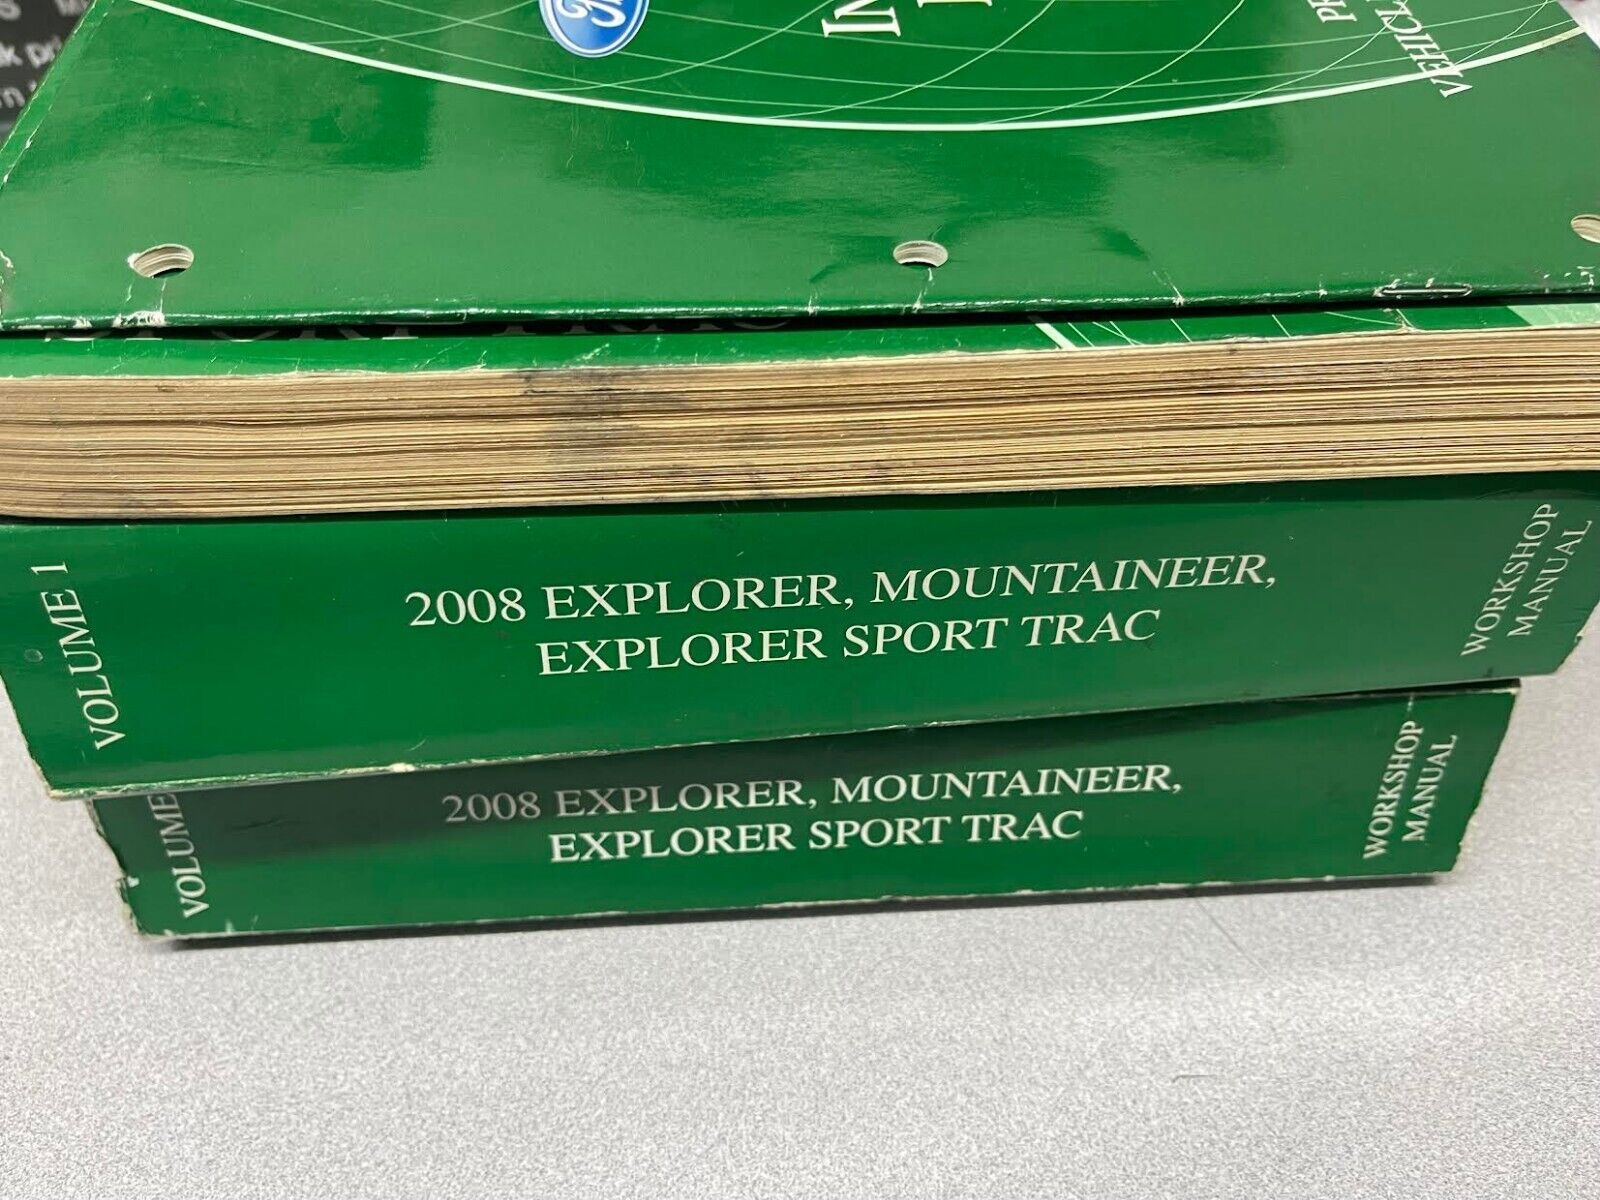 VOLUME 1
2008 EXPLORER, MOUNTAINEER,
EXPLORER SPORT TRAC
WORKSHOP
MANUAL
VOLUME
2008 EXPLORER, MOUNTAINEER,
EXPLORER SPORT TRAC
WORKSHOP
MANUAL